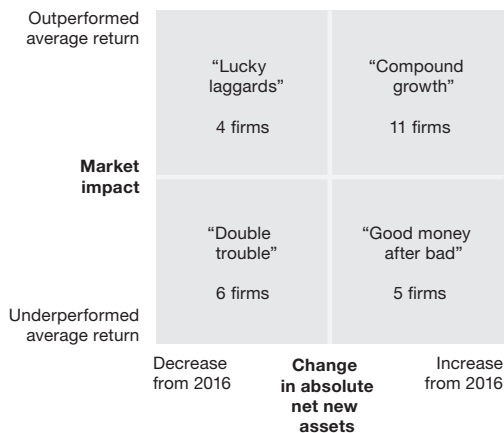 Outperformed
average return
“Lucky
laggards”
4 firms
“Compound
growth”
11 firms
Market
impact
“Double
trouble”
6 firms
“Good money
after bad”
5 firms
Underperformed
average return
Decrease
from 2016
Change
in absolute
net new
assets
Increase
from 2016